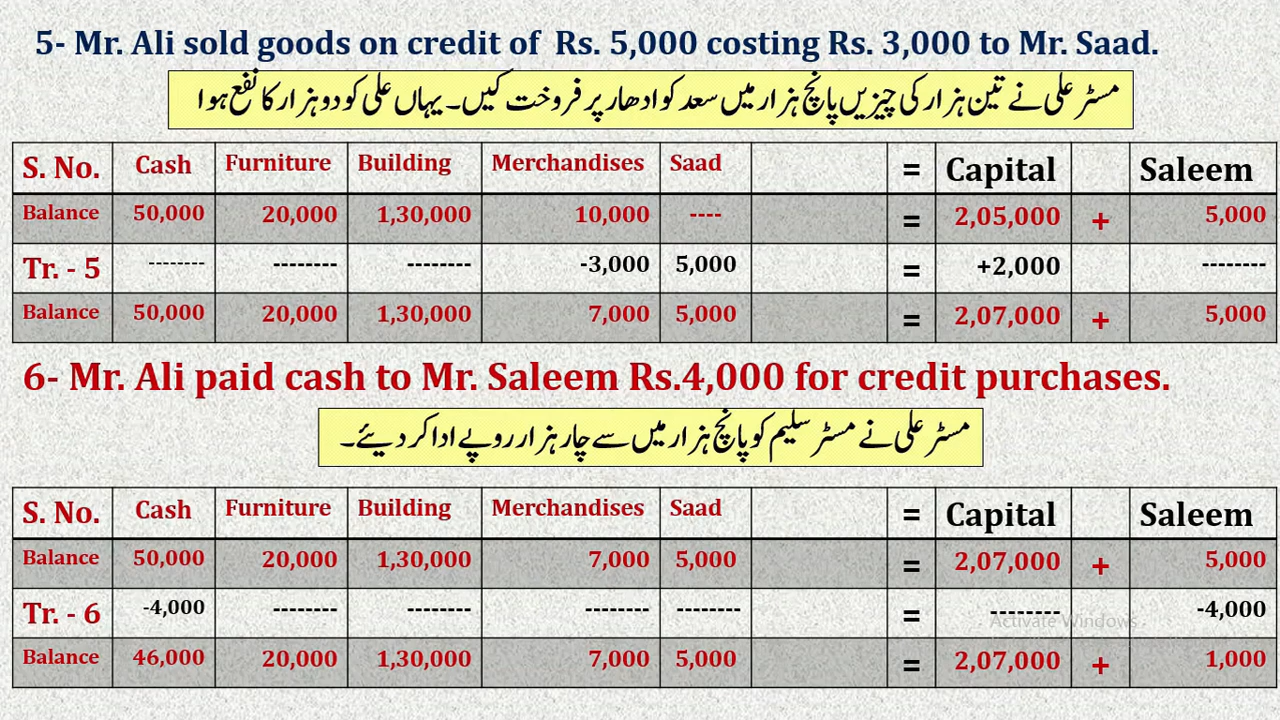 5- Mr. Ali sold goods on credit of Rs. 5,000 costing Rs. 3,000 to Mr. Saad.
مسٹر علی نے تین ہزار کی چیزیں پانچ ہزار میں سعد کو ادھار پر فروخت کیں۔ یہاں علی کو دو ہزار کا نفع ہوا
S. No. Cash Furniture Building Merchandises Saad = Capital Saleem
Balance 50,000 20,000 1,30,000 10,000 ---- = 2,05,000 + 5,000
Tr. - 5 -------- -------- -------- -3,000 5,000 = +2,000 --------
Balance 50,000 20,000 1,30,000 7,000 5,000 = 2,07,000 + 5,000
6- Mr. Ali paid cash to Mr. Saleem Rs.4,000 for credit purchases.
مسٹر علی نے مسٹر سلیم کو پانچ ہزار میں سے چار ہزار روپے ادا کر دیئے۔
S. No. Cash Furniture Building Merchandises Saad = Capital Saleem
Balance 50,000 20,000 1,30,000 7,000 5,000 = 2,07,000 + 5,000
Tr. - 6 -4,000 -------- -------- -------- -------- = -------- -4,000
Activate Windows
Balance 46,000 20,000 1,30,000 7,000 5,000 = 2,07,000 + 1,000